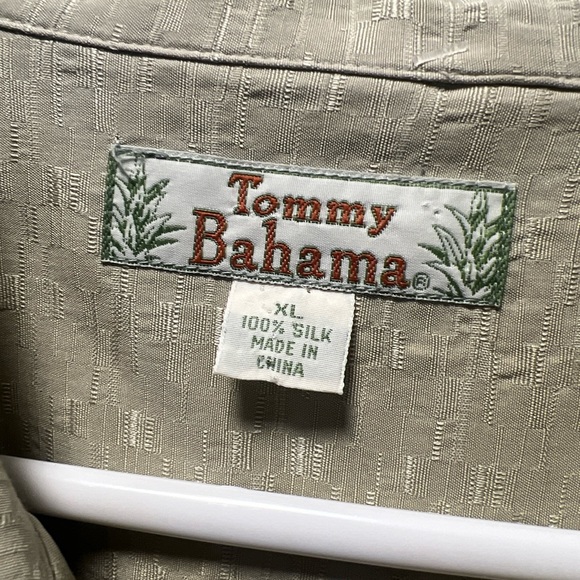 Tommy
Bahama®
XL
100% SILK
MADE IN
CHINA